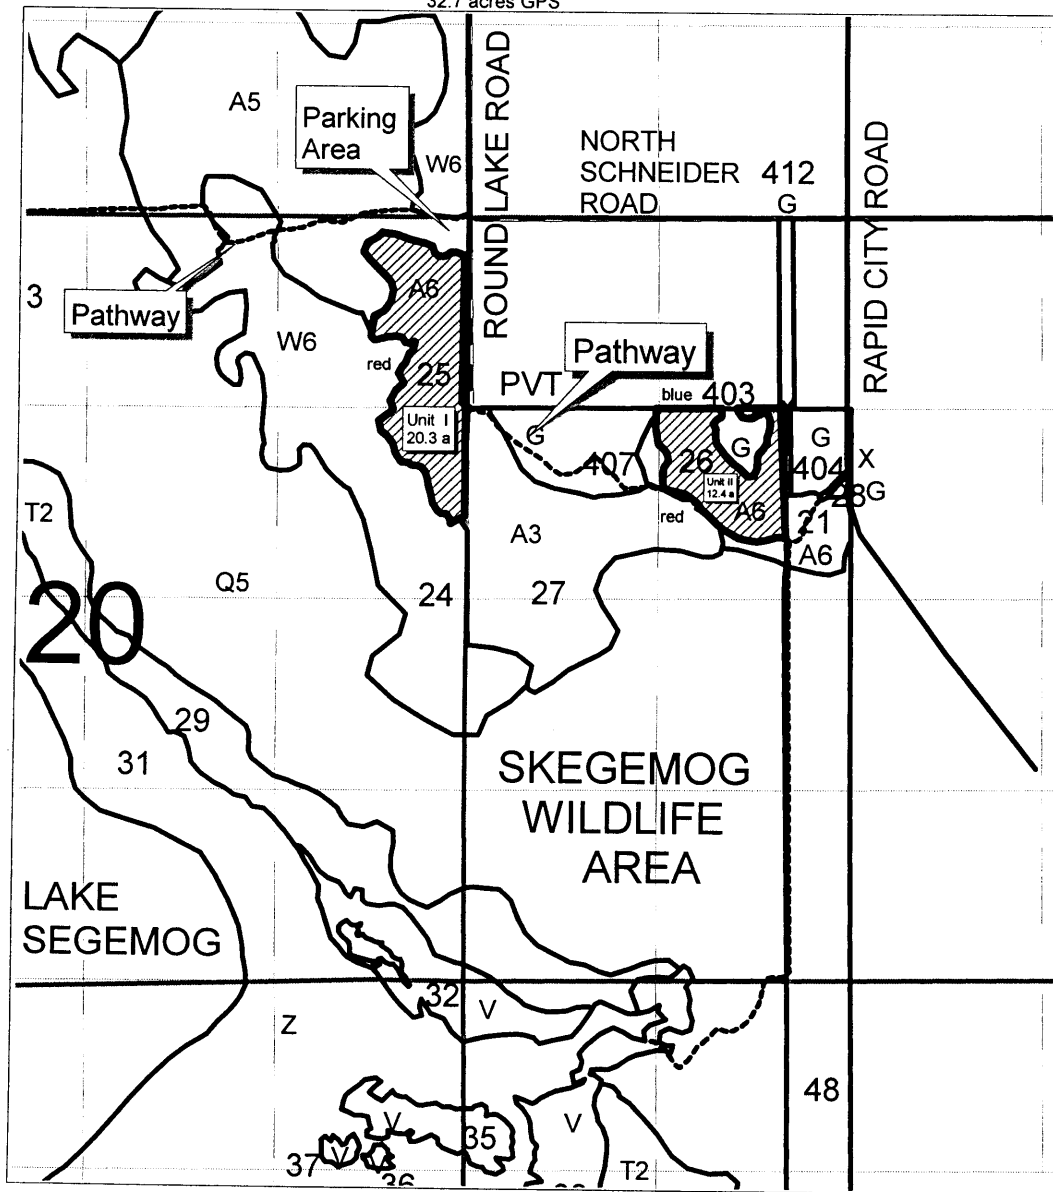 32.7 acres GPS
A5
Parking
Area
W6
ROUND LAKE ROAD
NORTH
SCHNEIDER
ROAD
412
G
RAPID CITY ROAD
3
Pathway
A6
W6
red
25
Unit I
20.3 a
PVT
Pathway
blue
403
G
407
26
G
Unit II
12.4 a
A6
red
G
404
X
28
G
21
A6
T2
A3
Q5
24
27
20
29
31
SKEGEMOG
WILDLIFE
AREA
LAKE
SEGEMOG
32
V
Z
48
V
35
V
37
V
36
T2